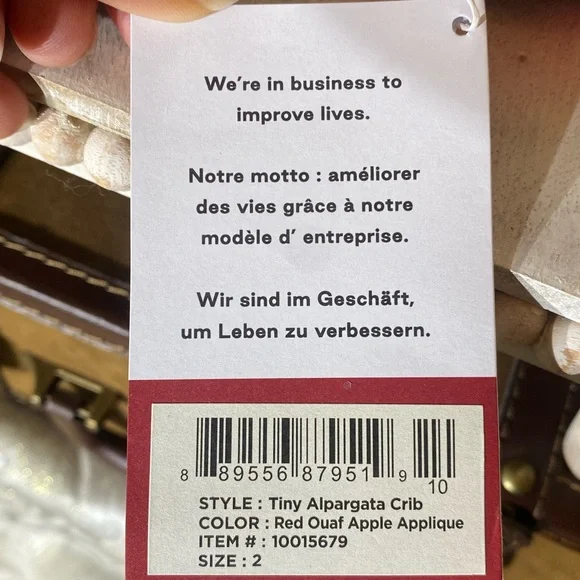 We're in business to
improve lives.
Notre motto : améliorer
des vies grâce à notre
modèle d' entreprise.
Wir sind im Geschäft,
um Leben zu verbessern.
8 89556 87951 9 10
STYLE : Tiny Alpargata Crib
COLOR : Red Ouaf Apple Applique
ITEM # : 10015679
SIZE : 2